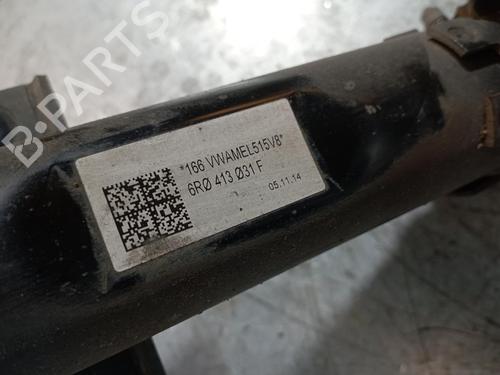 *166 VWAMEL515V8*
6RØ 413 Ø31 F
05.11.14
B-PARTS